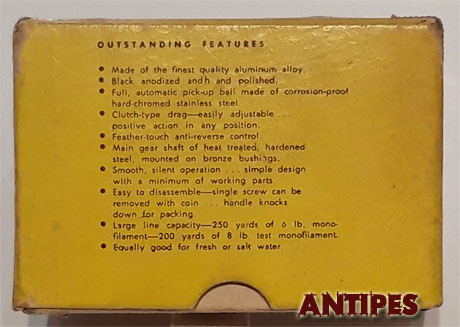 OUTSTANDING FEATURES
• Made of the finest quality aluminum alloy.
• Black anodized and h and polished.
• Full, automatic pick-up bail made of corrosion-proof
hard-chromed stainless steel
• Clutch-type drag—easily adjustable ...
positive action in any position.
• Feather-touch anti-reverse control.
• Main gear shaft of heat treated, hardened
steel, mounted on bronze bushings.
• Smooth, silent operation ... simple design
with a minimum of working parts.
• Easy to disassemble—single screw can be
removed with coin ... handle knocks
down for packing.
• Large line capacity—250 yards of 6 lb. mono-
filament—200 yards of 8 lb. test monofilament.
• Equally good for fresh or salt water.
ANTIPES